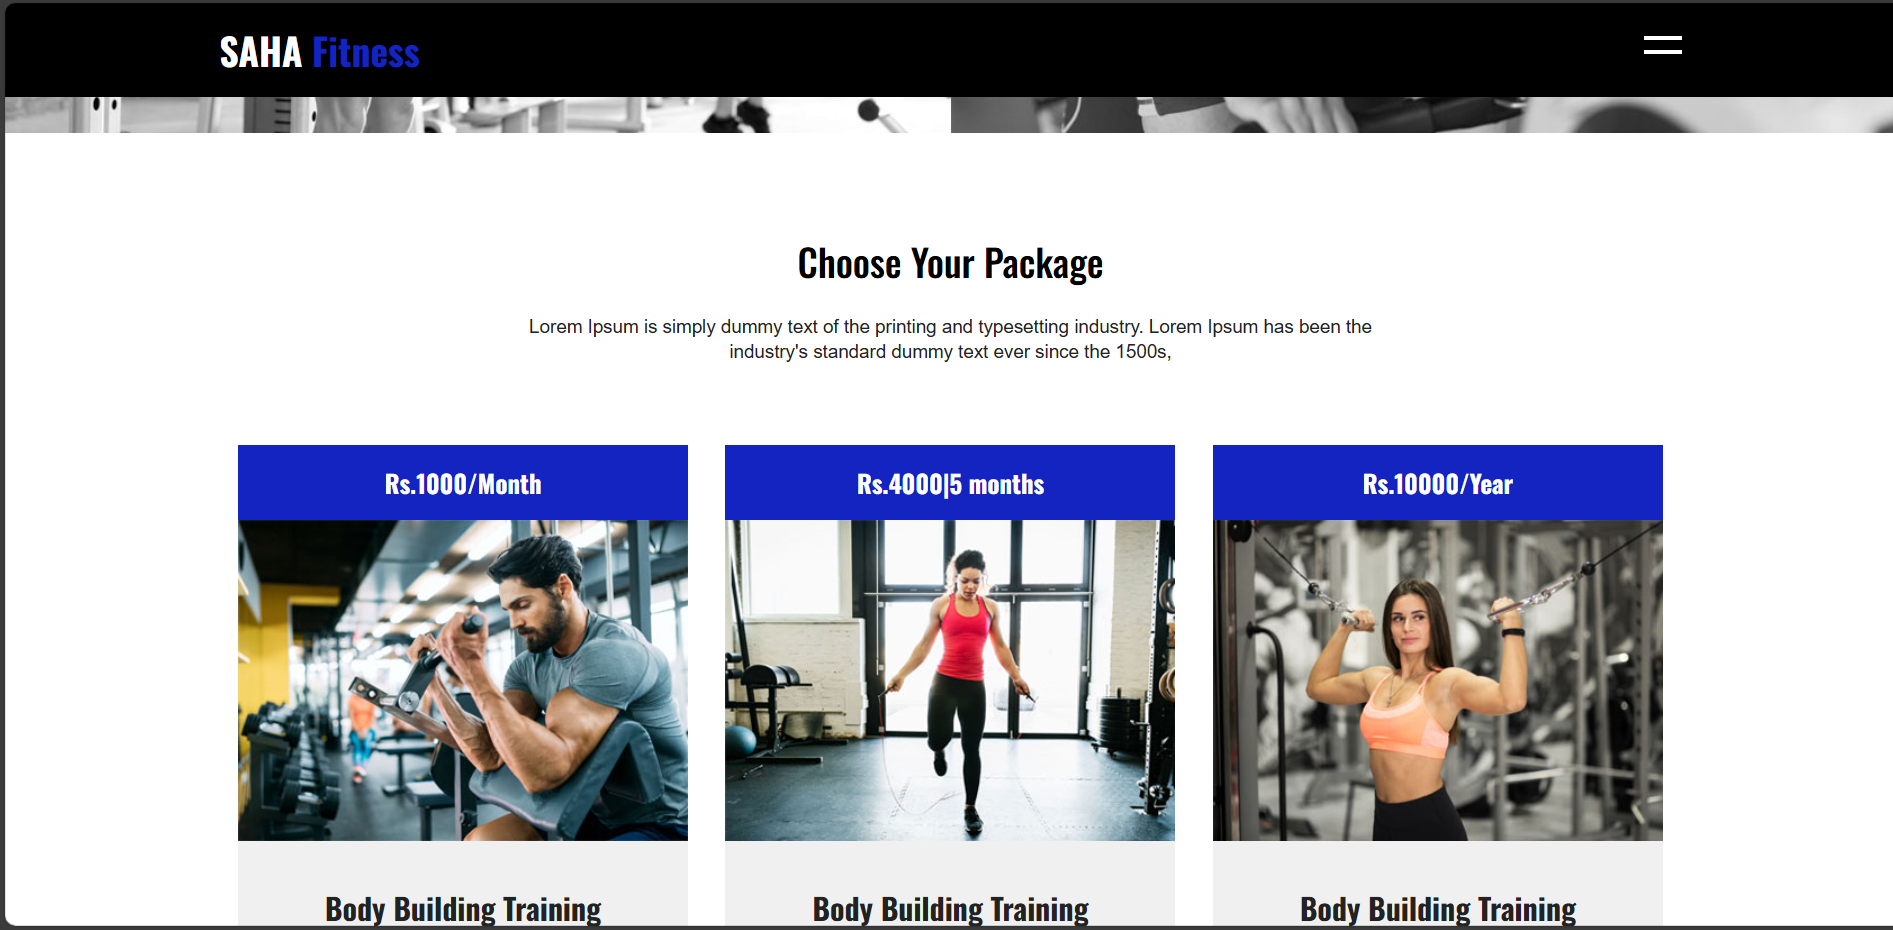 SAHA Fitness
Choose Your Package
Lorem Ipsum is simply dummy text of the printing and typesetting industry. Lorem Ipsum has been the
industry's standard dummy text ever since the 1500s,
Rs.1000/Month
Rs.4000|5 months
Rs.10000/Year
Body Building Training
Body Building Training
Body Building Training